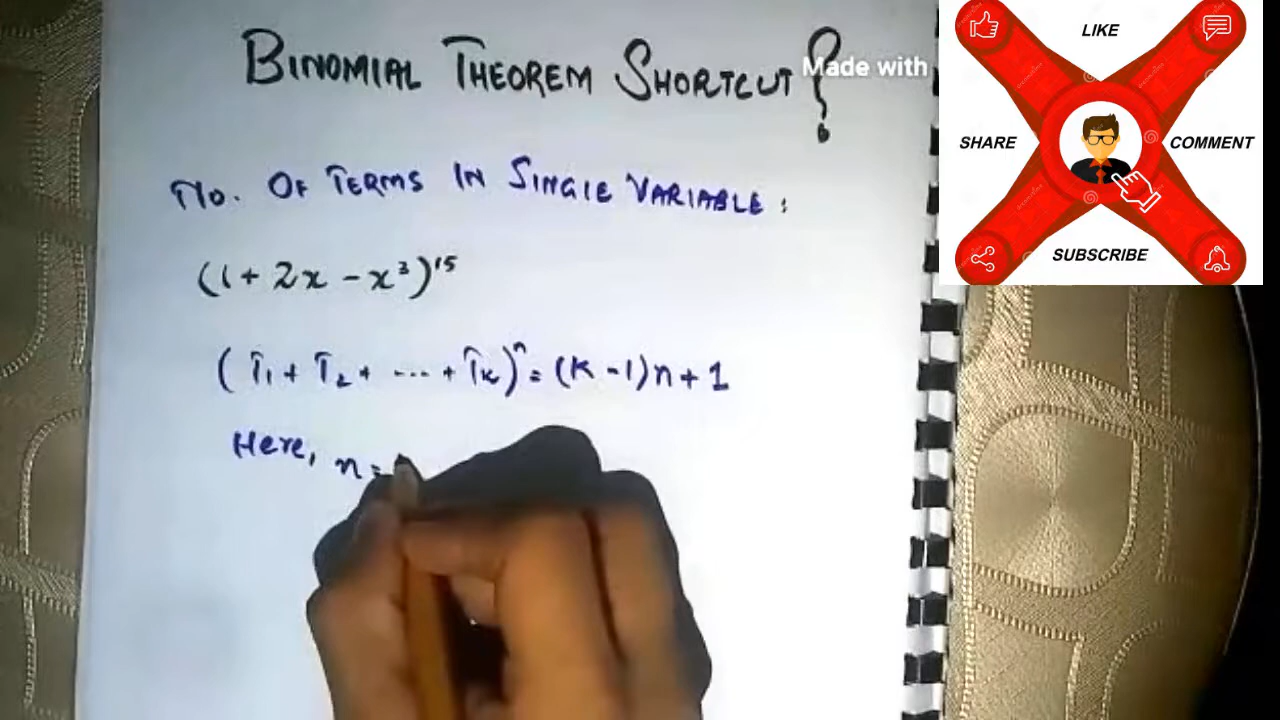 BINOMIAL THEOREM SHORTCUT?
Made with
LIKE
SHARE
COMMENT
SUBSCRIBE
No. OF TERMS IN SINGLE VARIABLE:
(1 + 2x - x³)¹⁵
(T₁ + T₂ + ... + Tₖ)ⁿ = (K - 1)n + 1
Here, n =